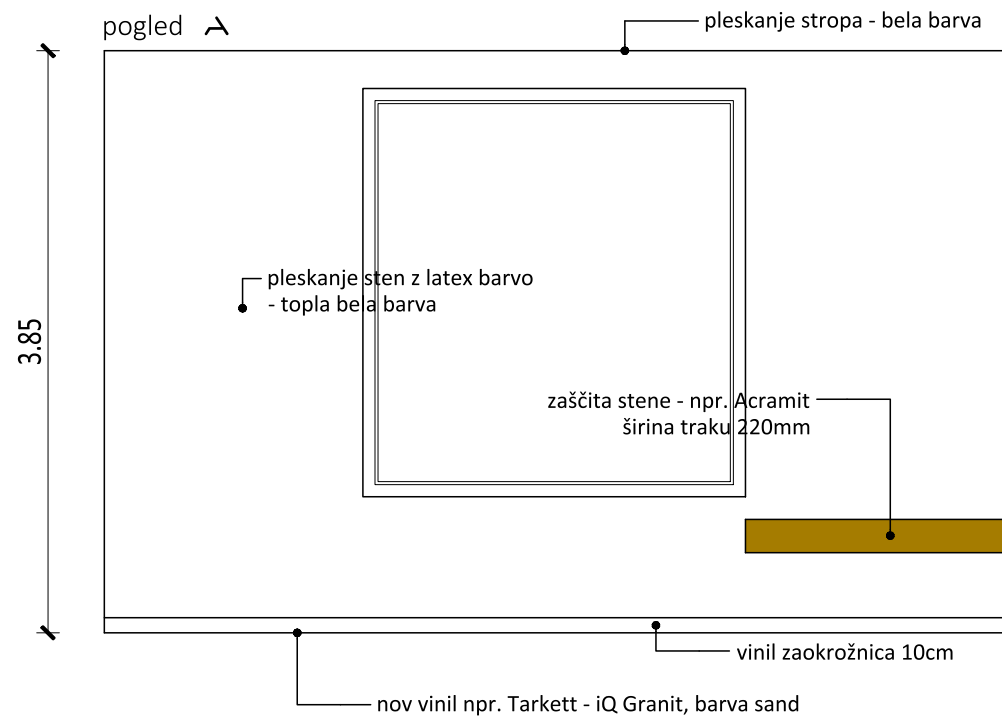 pogled A
pleskanje stropa - bela barva
pleskanje sten z latex barvo
- topla bela barva
3.85
zaščita stene - npr. Acramit
širina traku 220mm
vinil zaokrožnica 10cm
nov vinil npr. Tarkett - iQ Granit, barva sand